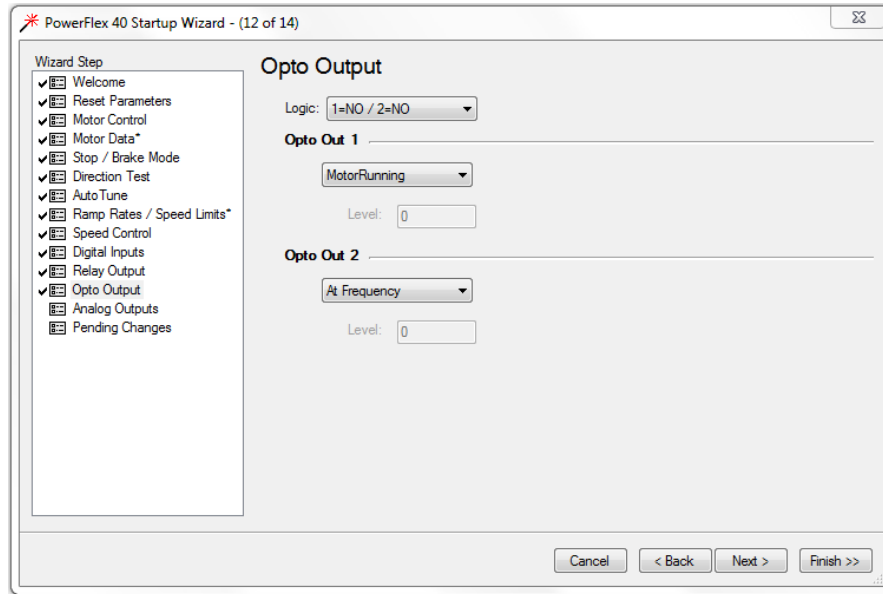 PowerFlex 40 Startup Wizard - (12 of 14)
Wizard Step
Welcome
Reset Parameters
Motor Control
Motor Data*
Stop / Brake Mode
Direction Test
AutoTune
Ramp Rates / Speed Limits*
Speed Control
Digital Inputs
Relay Output
Opto Output
Analog Outputs
Pending Changes
Opto Output
Logic: 1=NO / 2=NO
Opto Out 1
MotorRunning
Level: 0
Opto Out 2
At Frequency
Level: 0
Cancel < Back Next > Finish >>